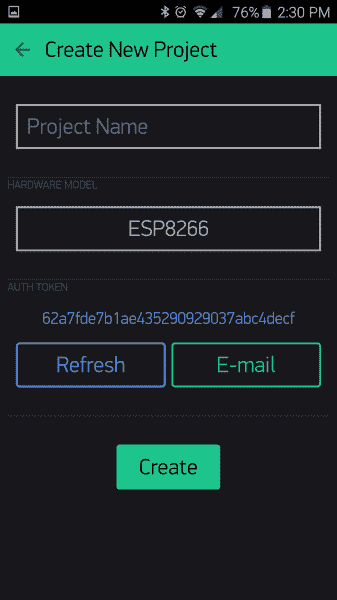 76% 2:30 PM
Create New Project
Project Name
HARDWARE MODEL
ESP8266
AUTH TOKEN
62a7fde7b1ae435290929037abc4decf
Refresh E-mail
Create